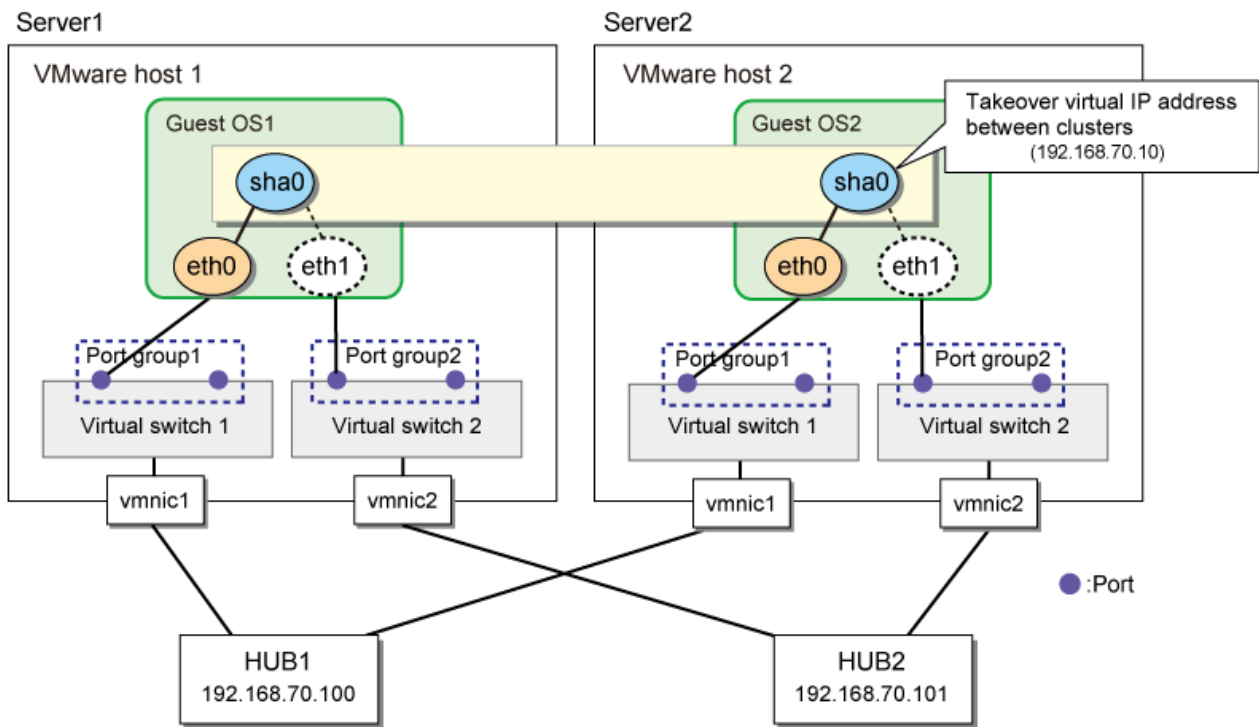 Server1
Server2
VMware host 1
VMware host 2
Takeover virtual IP address
between clusters
(192.168.70.10)
Guest OS1
Guest OS2
sha0
sha0
eth0
eth1
eth0
eth1
Port group1
Port group2
Port group1
Port group2
Virtual switch 1
Virtual switch 2
Virtual switch 1
Virtual switch 2
vmnic1
vmnic2
vmnic1
vmnic2
:Port
HUB1
192.168.70.100
HUB2
192.168.70.101